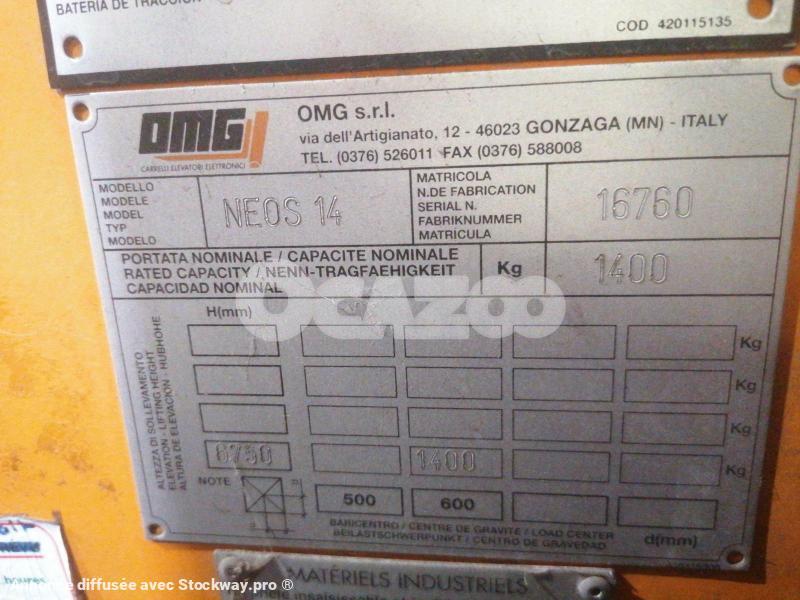 BATERIA DE TRACCION
COD 420115135
OMG
CARRELLI ELEVATORI ELETTRONICI
OMG s.r.l.
via dell'Artigianato, 12 - 46023 GONZAGA (MN) - ITALY
TEL. (0376) 526011 FAX (0376) 588008
MODELLO
MODELE
MODEL
TYP
MODELO
NEOS 14
MATRICOLA
N.DE FABRICATION
SERIAL N.
FABRIKNUMMER
MATRICULA
16760
PORTATA NOMINALE / CAPACITE NOMINALE
RATED CAPACITY / NENN-TRAGFAEHIGKEIT
CAPACIDAD NOMINAL
Kg
1400
OCAZOO
H(mm)
ALTEZZA DI SOLLEVAMENTO
ELEVATION - LIFTING HEIGHT
ALTURA DE ELEVACION - HUBHOHE
Kg
Kg
Kg
6750
1400
Kg
NOTE
500
600
d(mm)
BARICENTRO / CENTRE DE GRAVITE / LOAD CENTER
BEILASTSCHWERPUNKT / CENTRO DE GRAVEDAD
MATÉRIELS INDUSTRIELS
heures
diffusée avec Stockway.pro ®